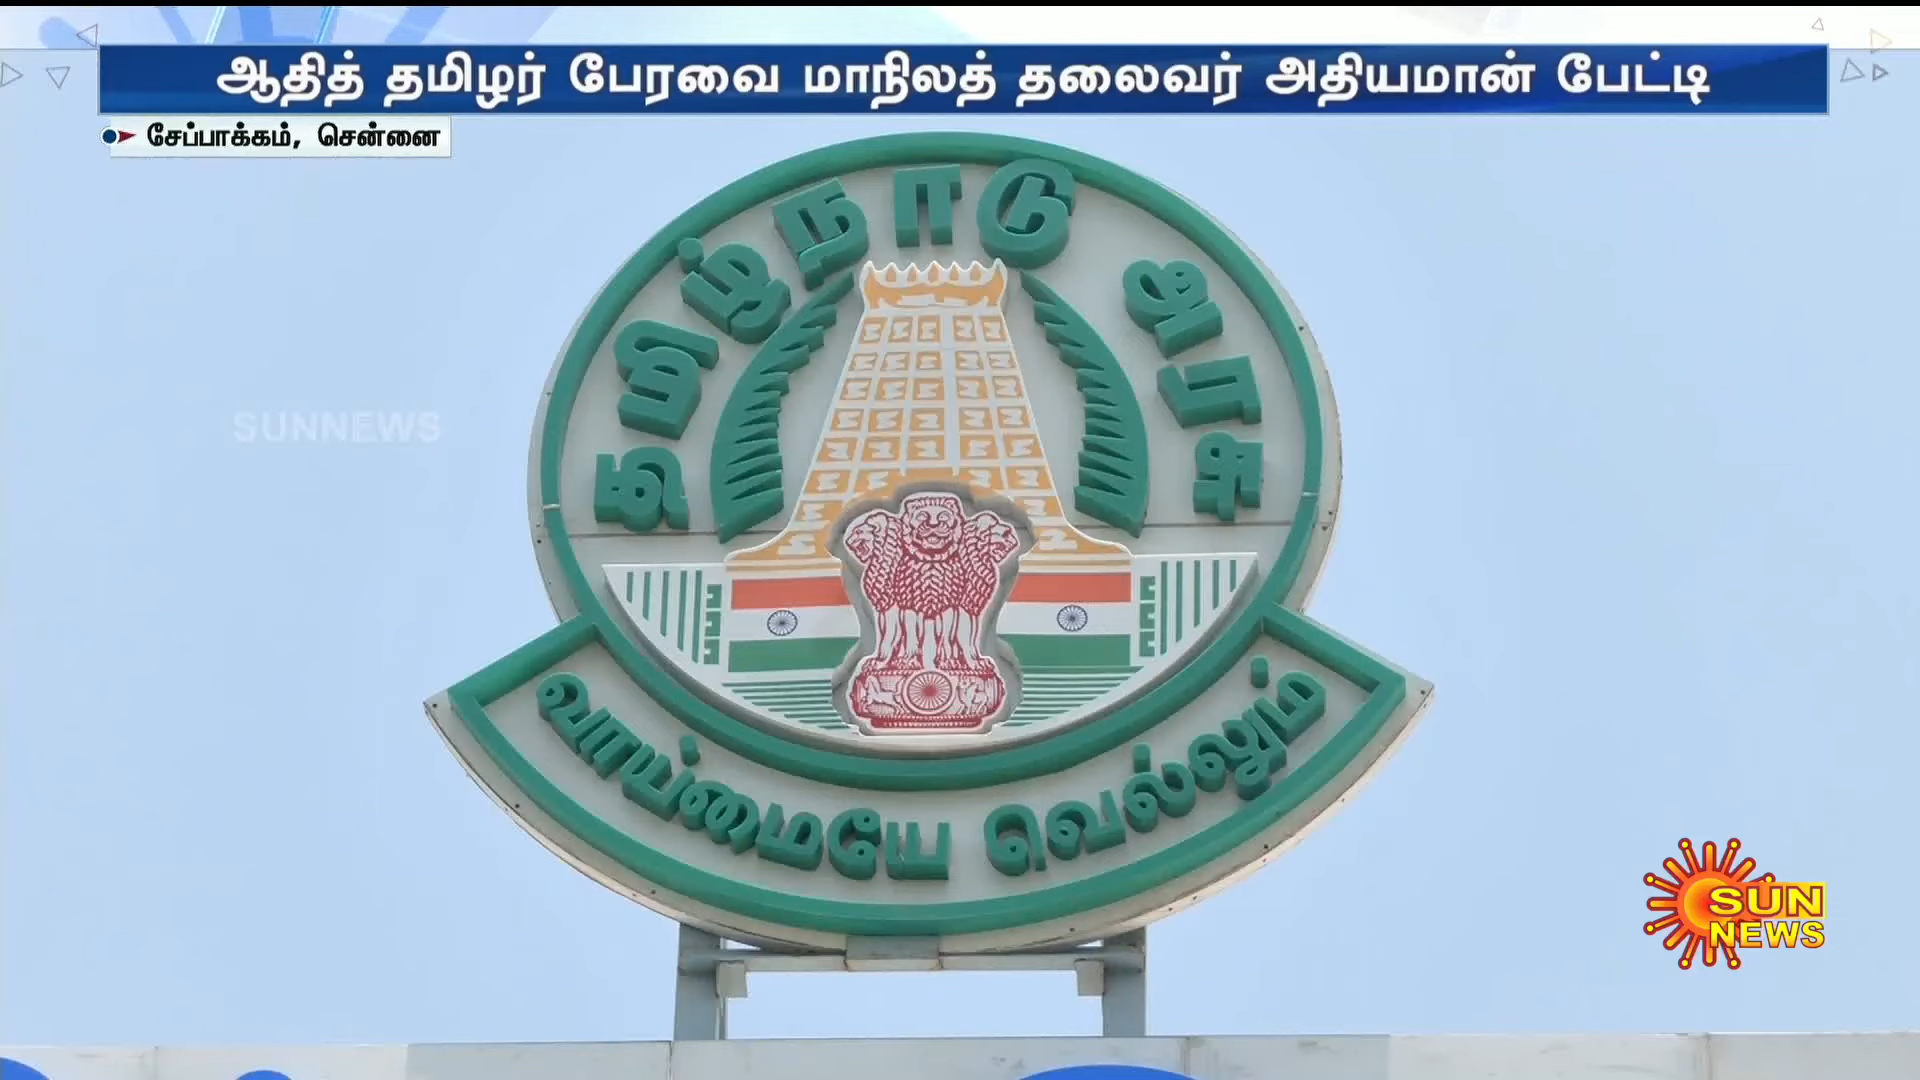 ஆதித் தமிழர் பேரவை மாநிலத் தலைவர் அதியமான் பேட்டி
சேப்பாக்கம், சென்னை
தமிழ்நாடு அரசு
SUNNEWS
வாய்மையே வெல்லும்
SUN
NEWS